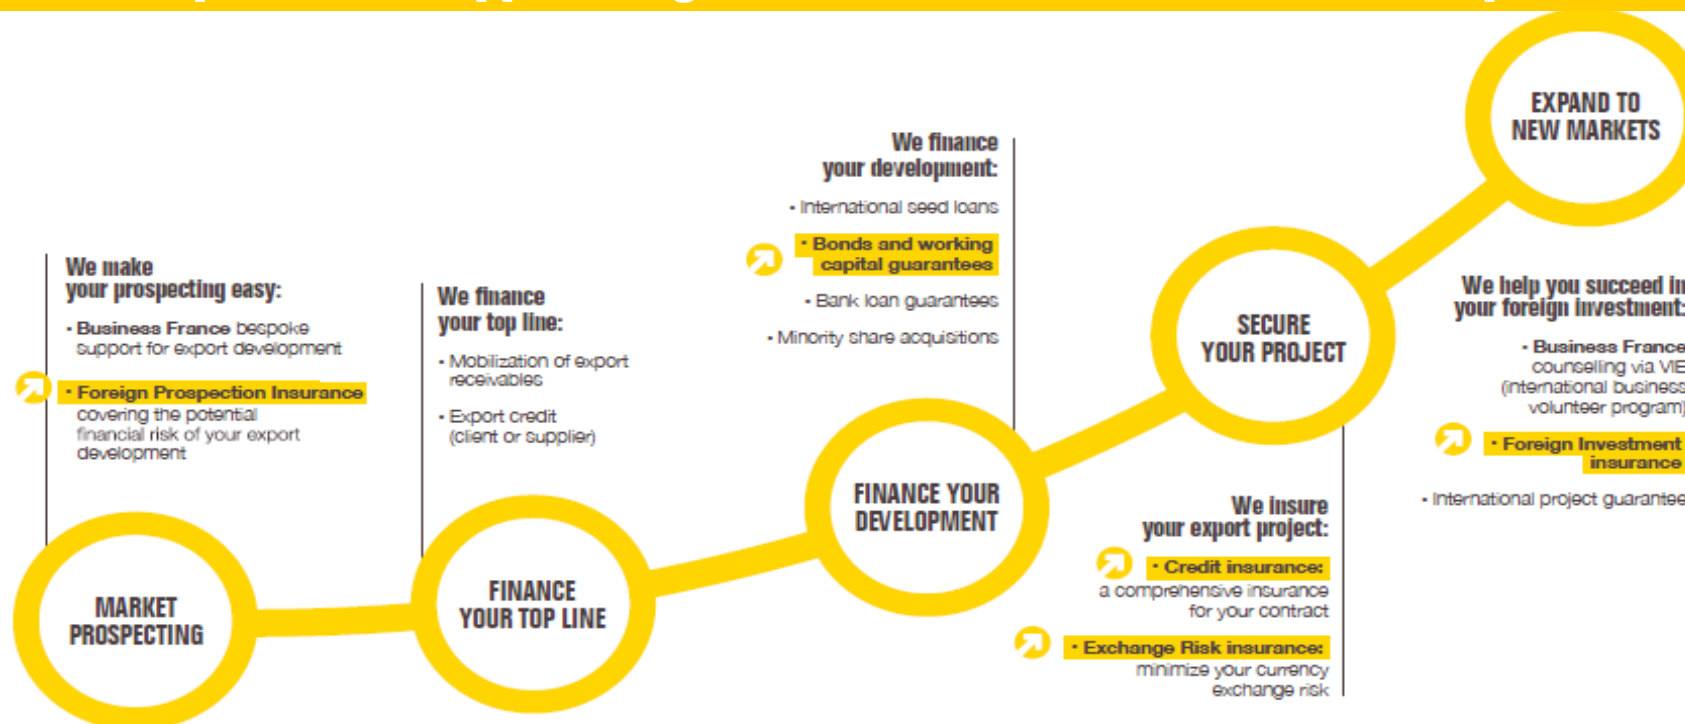 We make
your prospecting easy:
• Business France bespoke
support for export development
• Foreign Prospection Insurance
covering the potential
financial risk of your export
development
MARKET
PROSPECTING
We finance
your top line:
• Mobilization of export
receivables
• Export credit
(client or supplier)
FINANCE
YOUR TOP LINE
We finance
your development:
• International seed loans
• Bonds and working
capital guarantees
• Bank loan guarantees
• Minority share acquisitions
FINANCE YOUR
DEVELOPMENT
SECURE
YOUR PROJECT
We insure
your export project:
• Credit insurance:
a comprehensive insurance
for your contract
• Exchange Risk insurance:
minimize your currency
exchange risk
EXPAND TO
NEW MARKETS
We help you succeed in
your foreign investment:
• Business France
counselling via VIE
(international business
volunteer program)
• Foreign Investment
insurance
• International project guarantee